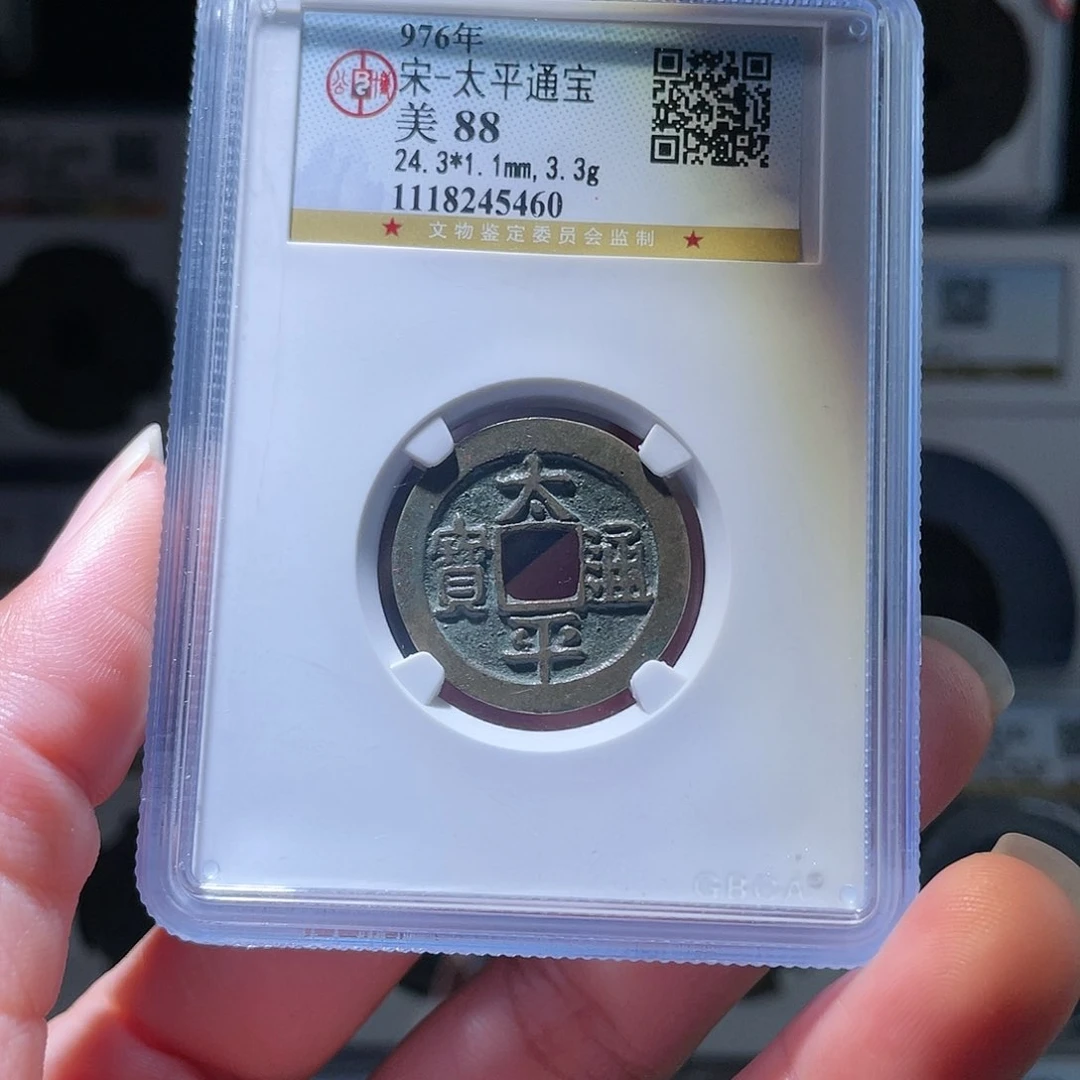 976年
宋-太平通宝
美 88
24.3*1.1mm,3.3g
1118245460
★ 文物鉴定委员会监制 ★
太
寶 通
平
GBCA